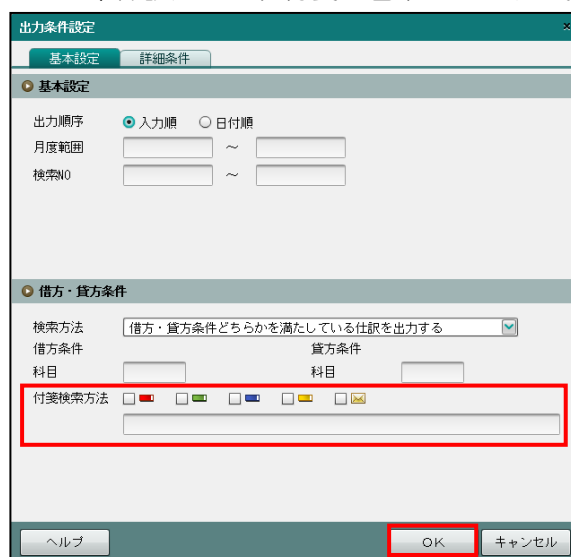 出力条件設定 ×
基本設定 詳細条件
基本設定
出力順序 入力順 日付順
月度範囲 ～
検索NO ～
借方・貸方条件
検索方法 借方・貸方条件どちらかを満たしている仕訳を出力する
借方条件 貸方条件
科目 科目
付箋検索方法
ヘルプ OK キャンセル